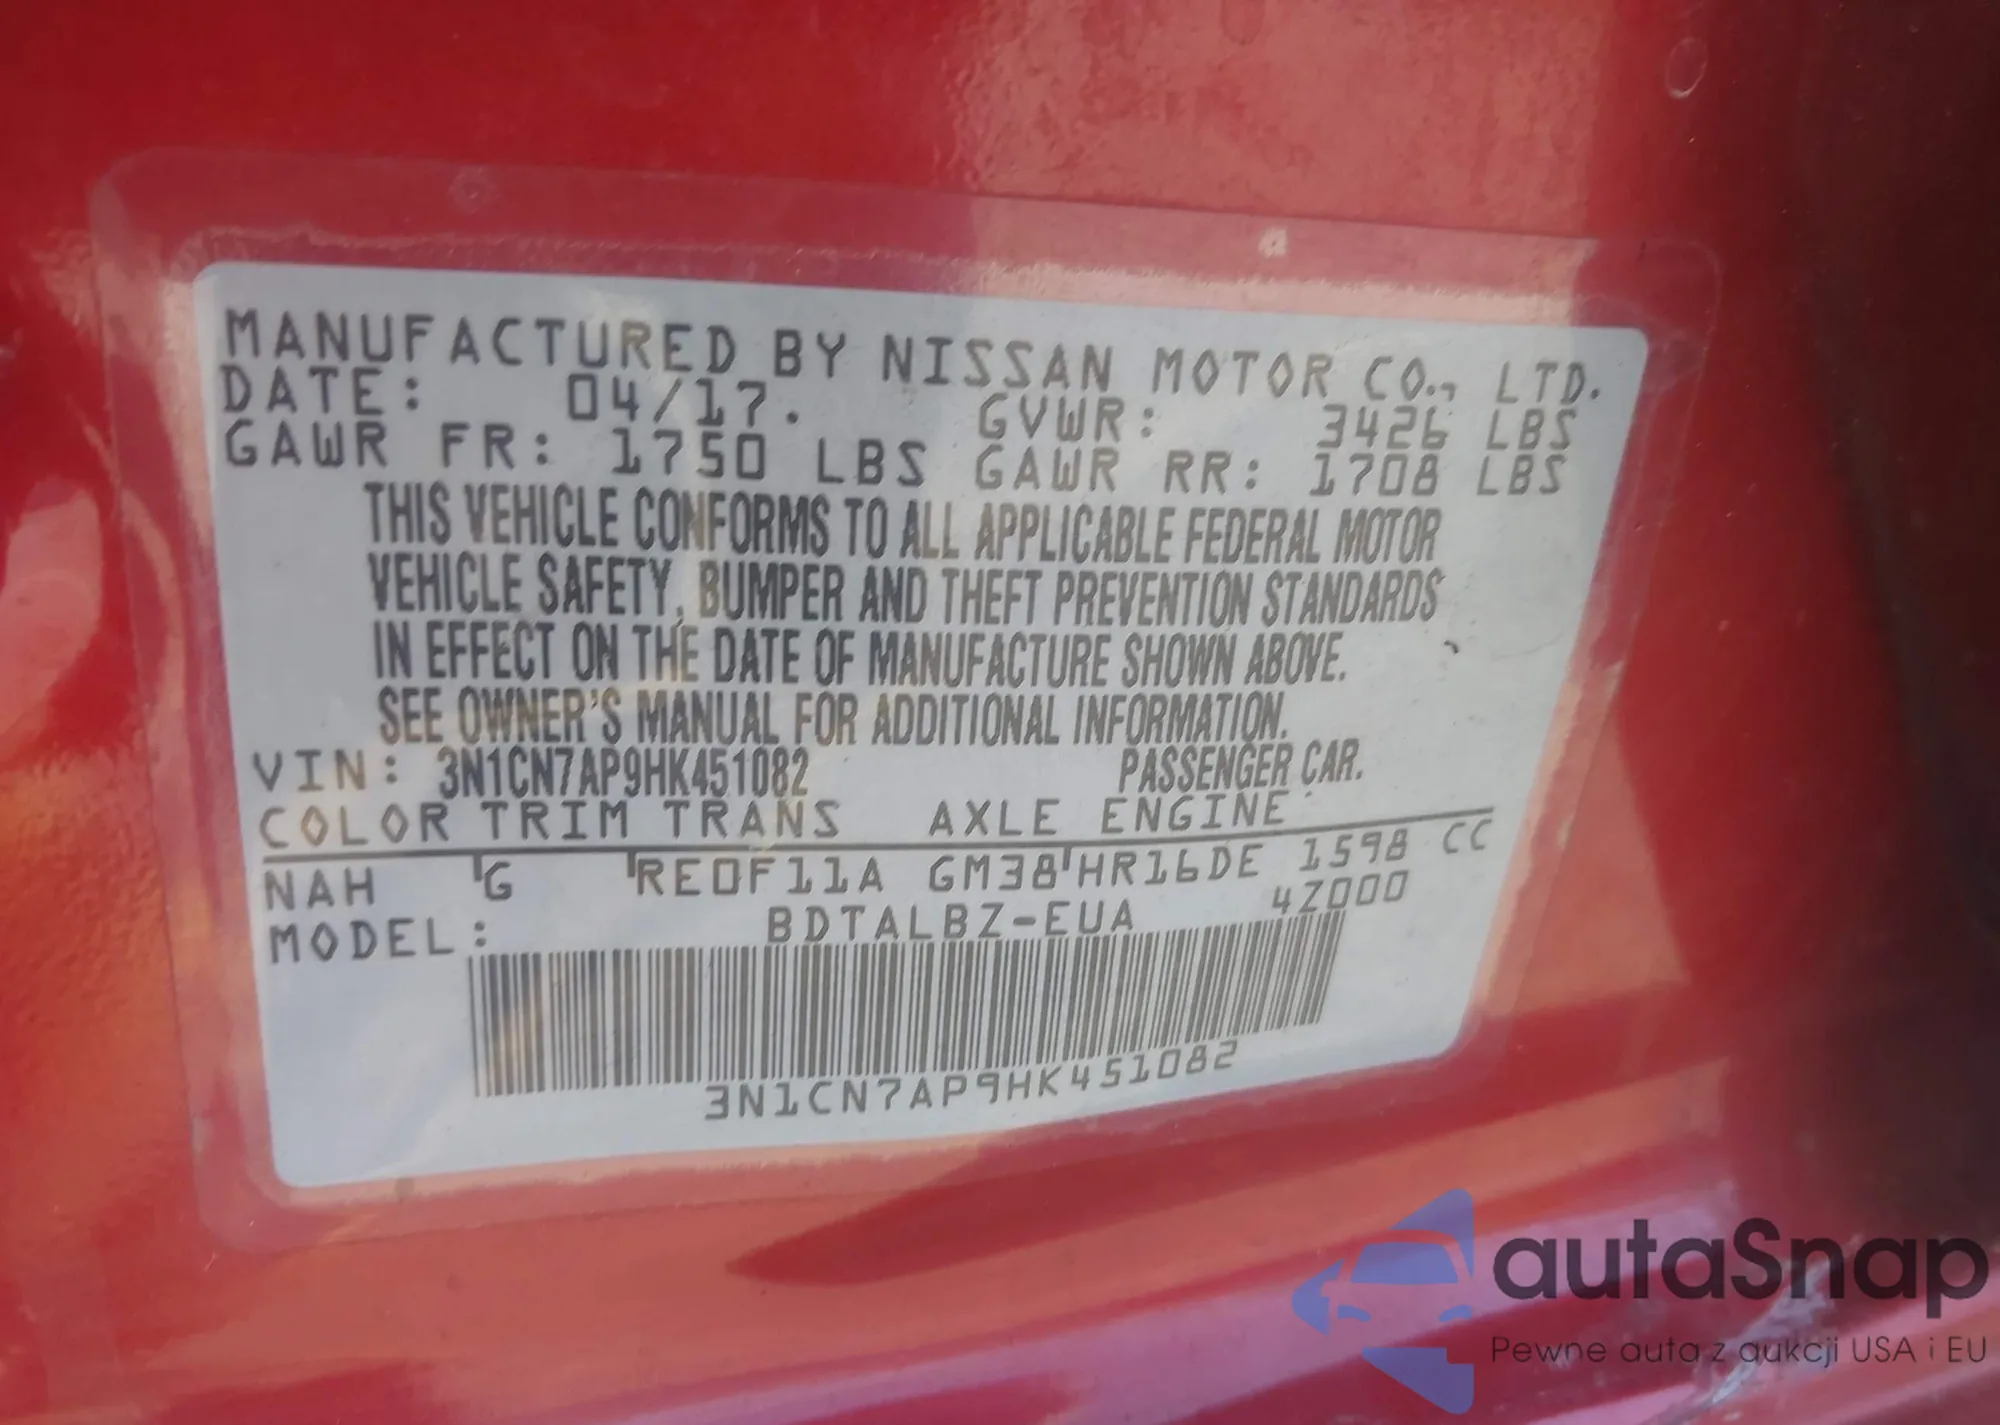 MANUFACTURED BY NISSAN MOTOR CO., LTD.
DATE: 04/17. GVWR: 3426 LBS
GAWR FR: 1750 LBS GAWR RR: 1708 LBS
THIS VEHICLE CONFORMS TO ALL APPLICABLE FEDERAL MOTOR
VEHICLE SAFETY, BUMPER AND THEFT PREVENTION STANDARDS
IN EFFECT ON THE DATE OF MANUFACTURE SHOWN ABOVE.
SEE OWNER'S MANUAL FOR ADDITIONAL INFORMATION.
VIN: 3N1CN7AP9HK451082 PASSENGER CAR.
COLOR TRIM TRANS AXLE ENGINE
NAH G RE0F11A GM38 HR16DE 1598 CC
MODEL: BDTALBZ-EUA 4Z000
3N1CN7AP9HK451082
autaSnap
Pewne auta z aukcji USA i EU